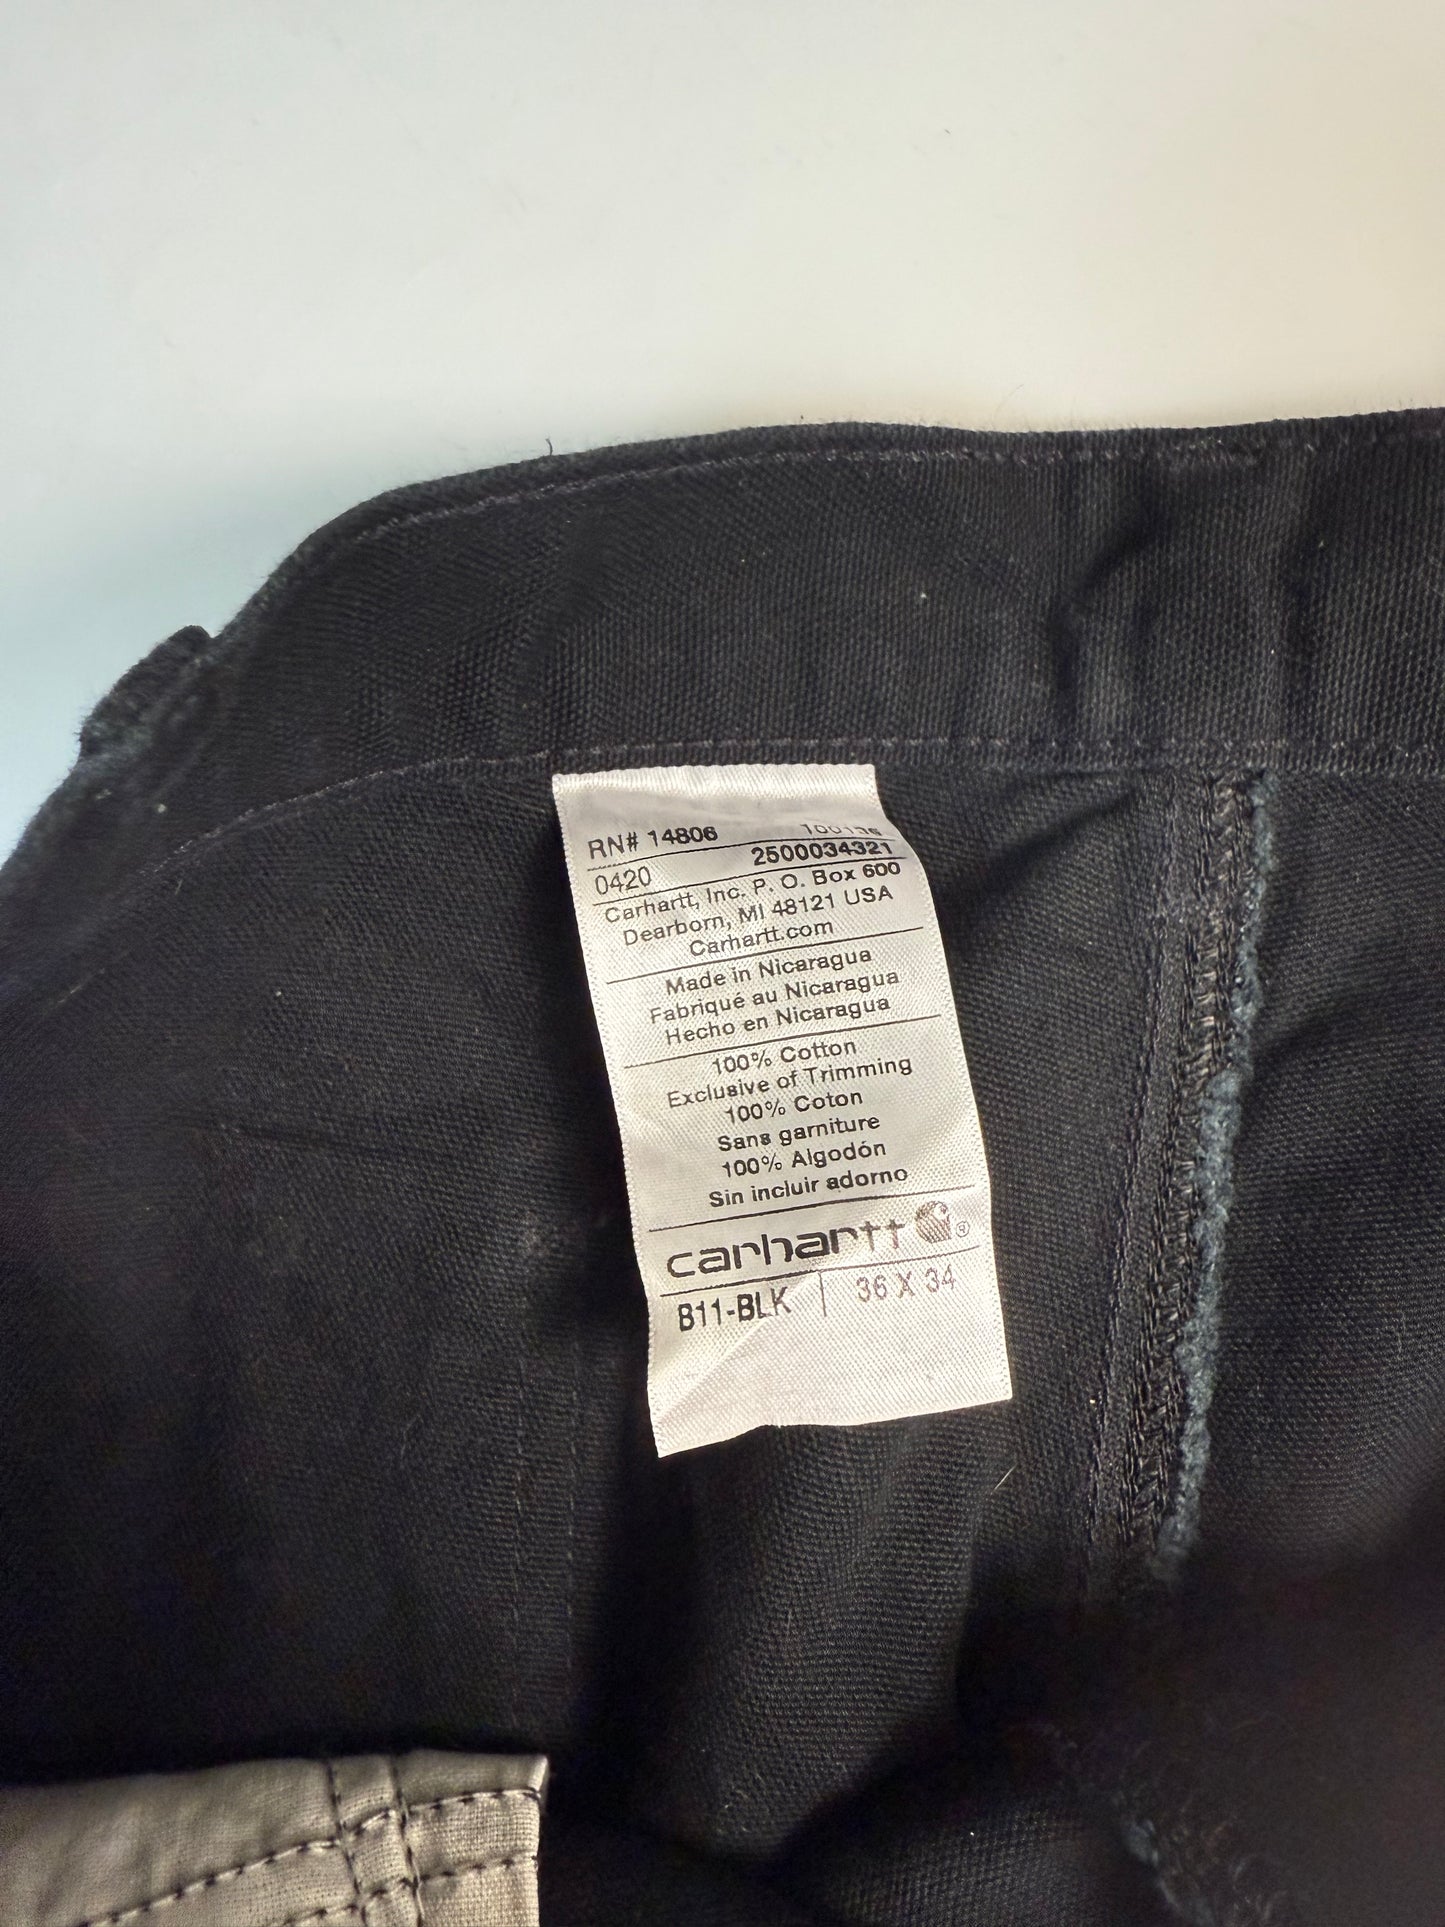 RN# 14806 100136
0420 2500034321
Carhartt, Inc. P. O. Box 600
Dearborn, MI 48121 USA
Carhartt.com
Made in Nicaragua
Fabriqué au Nicaragua
Hecho en Nicaragua
100% Cotton
Exclusive of Trimming
100% Coton
Sans garniture
100% Algodón
Sin incluir adorno
carhartt ®
B11-BLK | 36 X 34